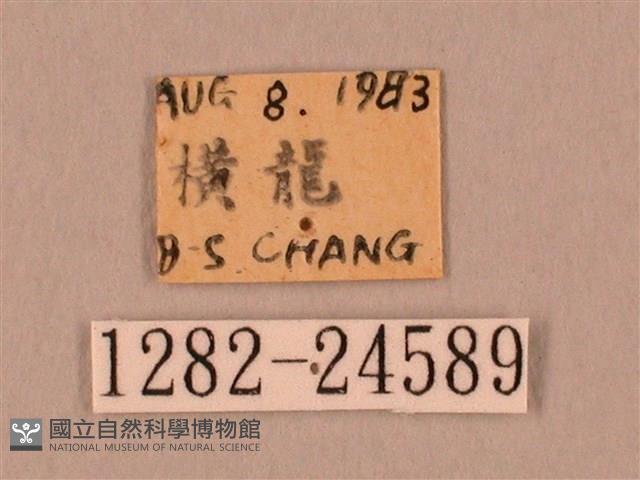 AUG 8. 1983
橫龍
B-S CHANG
1282-24589
國立自然科學博物館
NATIONAL MUSEUM OF NATURAL SCIENCE